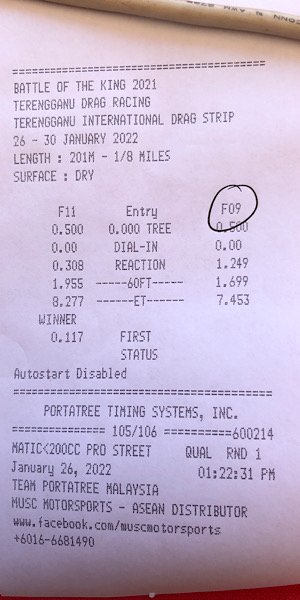 ==========================================
BATTLE OF THE KING 2021
TERENGGANU DRAG RACING
TERENGGANU INTERNATIONAL DRAG STRIP
26 - 30 JANUARY 2022
LENGTH : 201M - 1/8 MILES
SURFACE : DRY
F11 Entry F09
0.500 0.000 TREE 0.500
0.00 DIAL-IN 0.00
0.308 REACTION 1.249
1.955 ------60FT------ 1.699
8.277 -------ET------- 7.453
WINNER
0.117 FIRST
STATUS
Autostart Disabled
==========================================
PORTATREE TIMING SYSTEMS, INC.
=============== 105/106 ===========600214
MATIC<200CC PRO STREET QUAL RND 1
January 26, 2022 01:22:31 PM
TEAM PORTATREE MALAYSIA
MUSC MOTORSPORTS - ASEAN DISTRIBUTOR
www.facebook.com/muscmotorsports
+6016-6681490